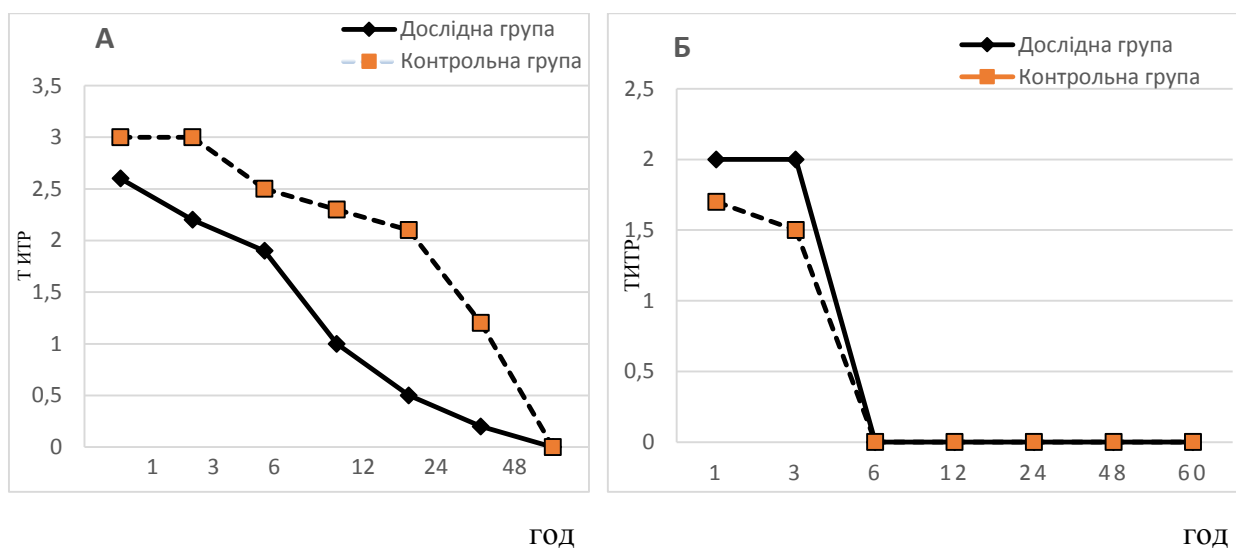 А
Дослідна група
Контрольна група
3,5
3
2,5
2
1,5
1
0,5
0
Т ИТР
1 3 6 12 24 48
год
Б
Дослідна група
Контрольна група
2,5
2
1,5
1
0,5
0
ТИТР
1 3 6 12 24 48 60
год